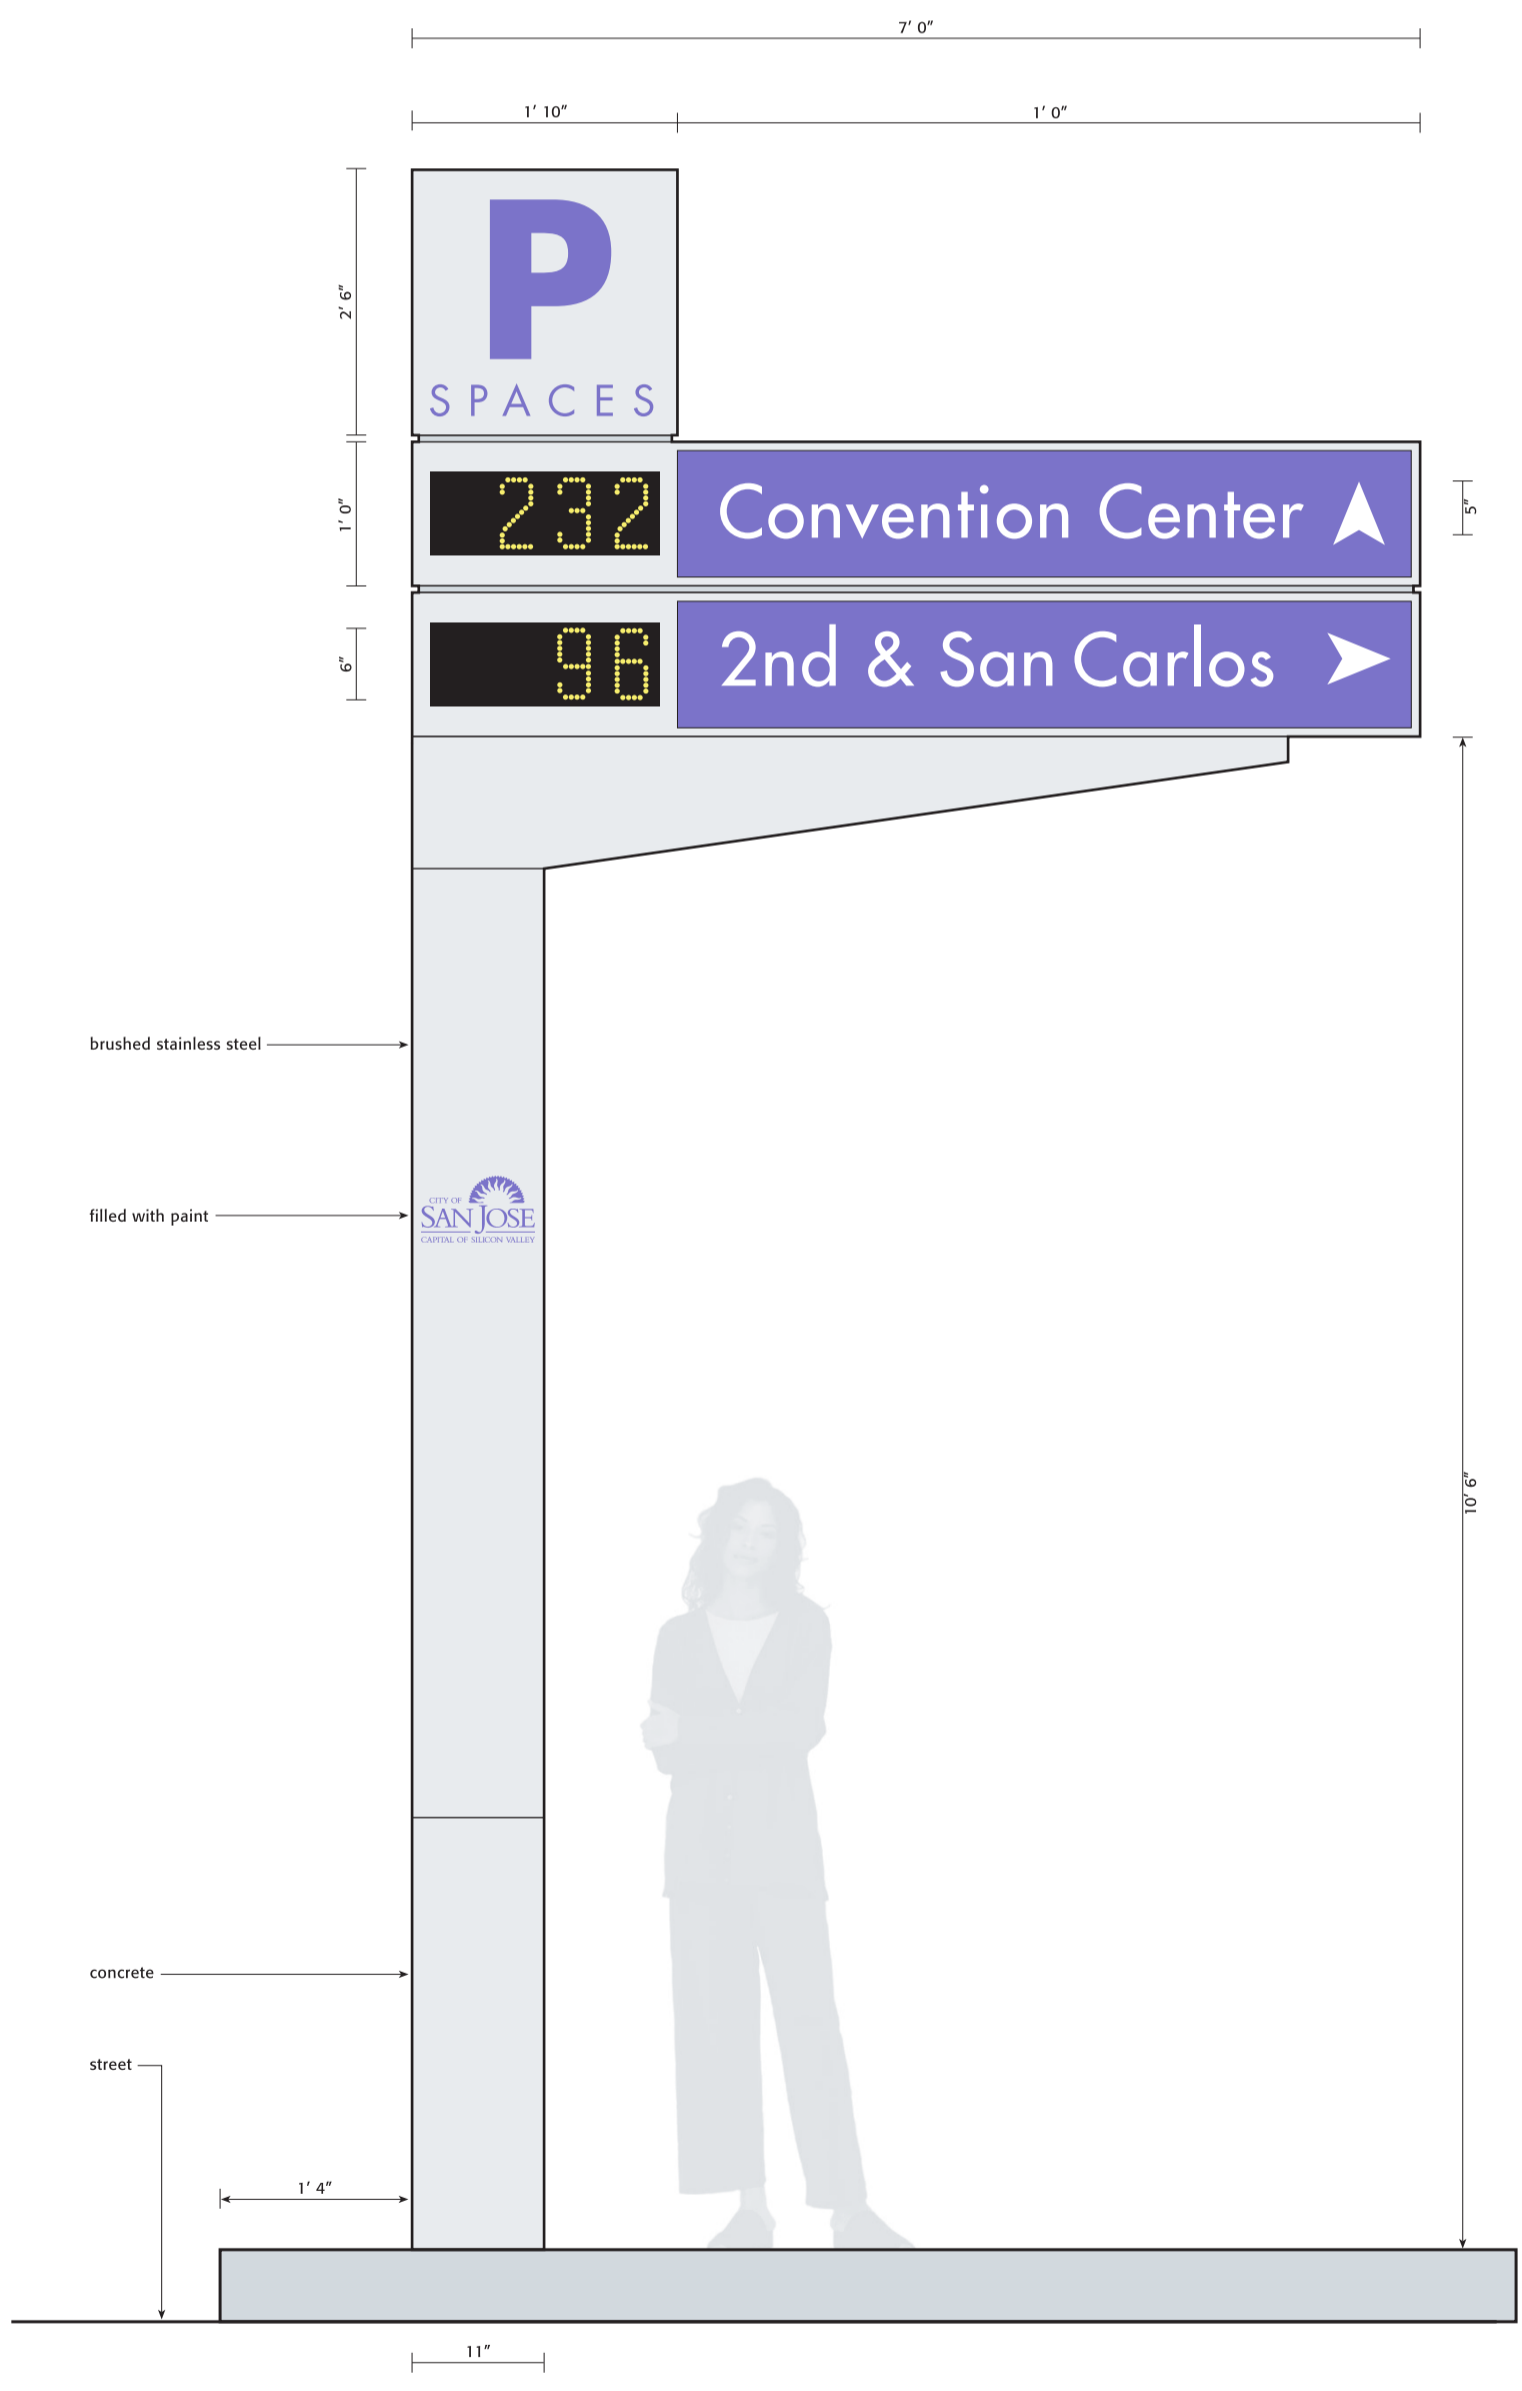 7′ 0″
1′ 10″
1′ 0″
2′ 6″
P
SPACES
1′ 0″
232
Convention Center
5″
6″
96
2nd & San Carlos
brushed stainless steel
filled with paint
CITY OF
SAN JOSE
CAPITAL OF SILICON VALLEY
10′ 6″
concrete
street
1′ 4″
11″